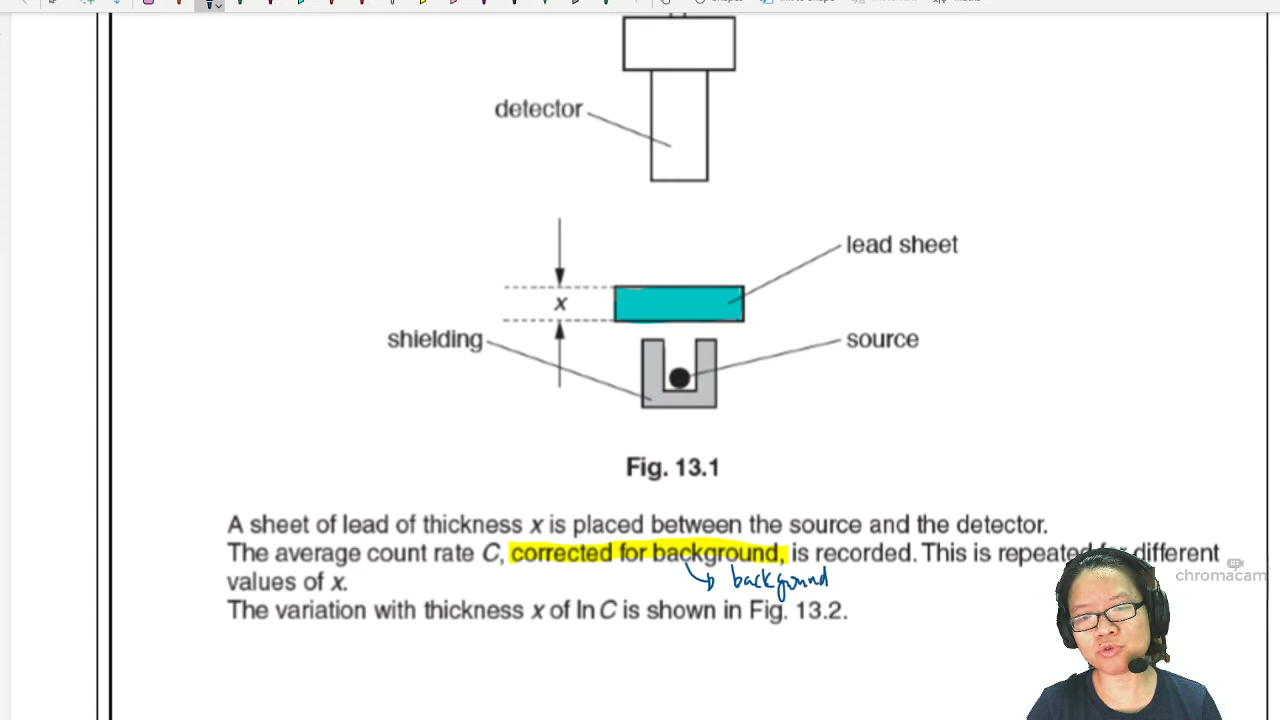 detector
lead sheet
x
shielding
source
Fig. 13.1
A sheet of lead of thickness x is placed between the source and the detector.
The average count rate C, corrected for background, is recorded. This is repeated for different
values of x.
background
The variation with thickness x of ln C is shown in Fig. 13.2.
chromacam